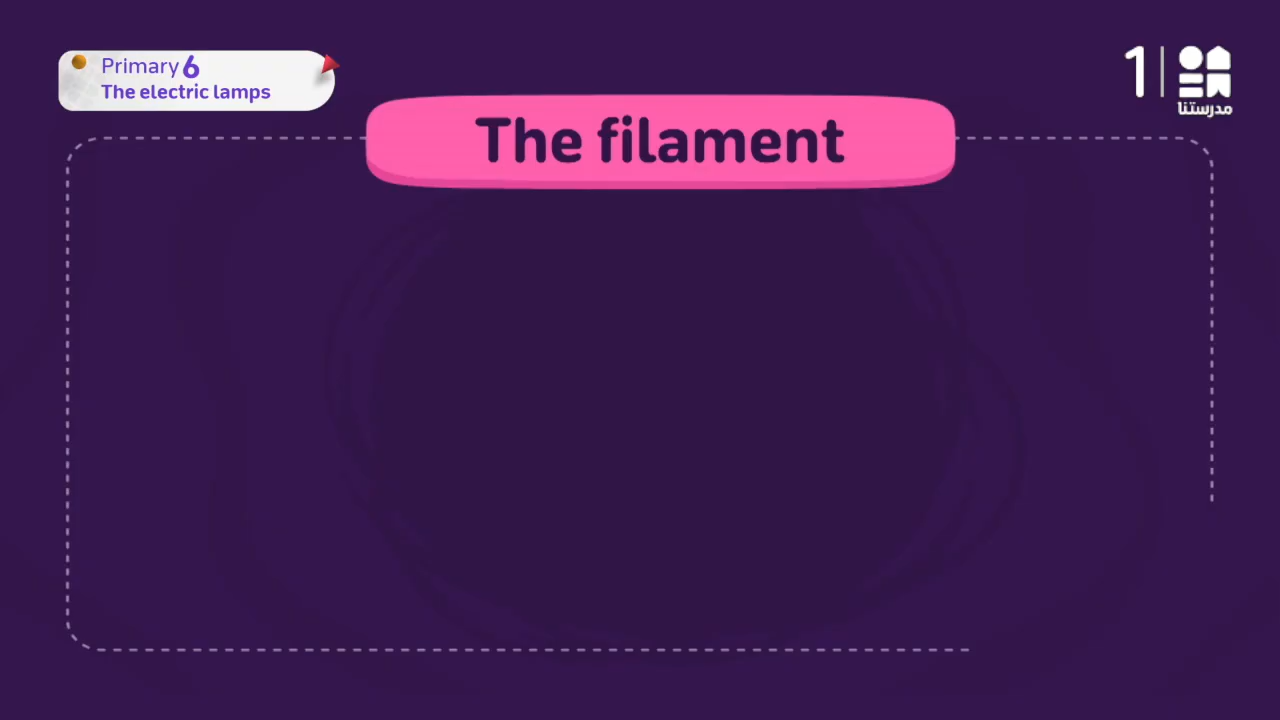 Primary 6
The electric lamps
1
مدرستنا
The filament